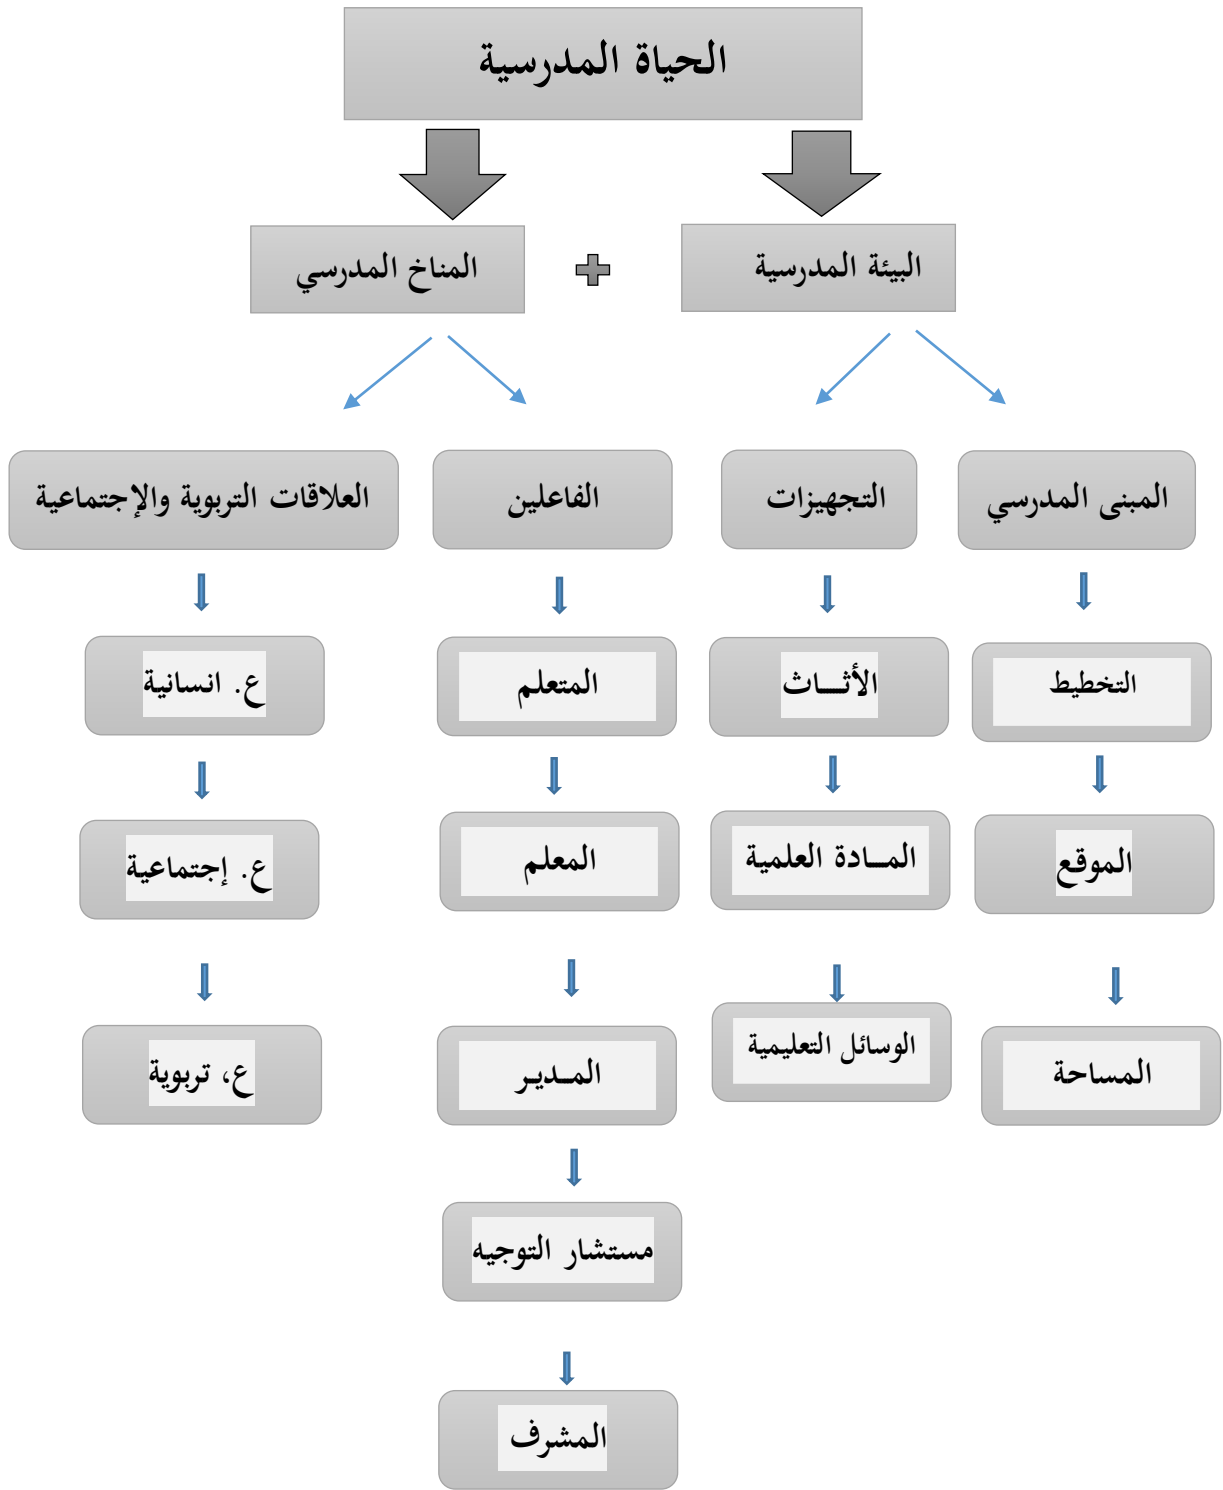 الحياة المدرسية
البيئة المدرسية
المناخ المدرسي
المبنى المدرسي
التجهيزات
الفاعلين
العلاقات التربوية والإجتماعية
التخطيط
الأثــاث
المتعلم
ع. انسانية
الموقع
المــادة العلمية
المعلم
ع. إجتماعية
المساحة
الوسائل التعليمية
المــديـر
ع، تربوية
مستشار التوجيه
المشرف